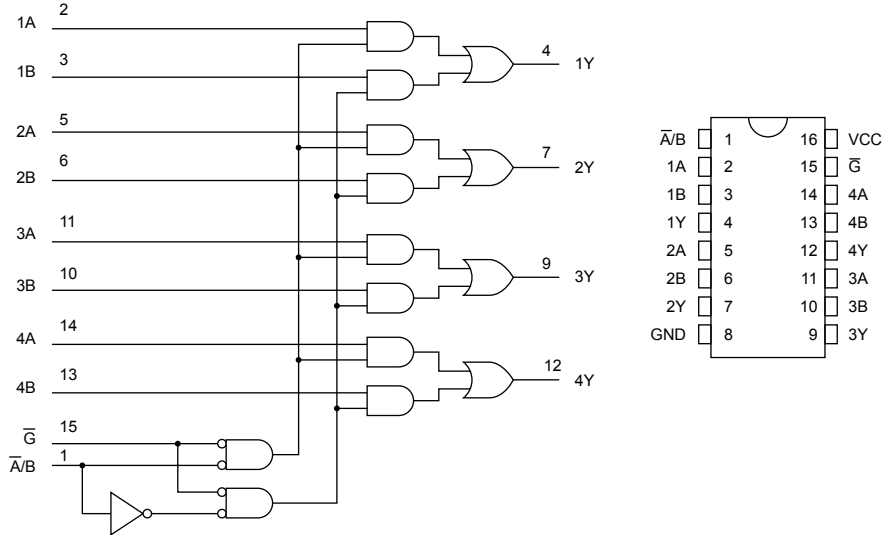 1A 2
4 1Y
1B 3
2A 5
7 2Y
2B 6
3A 11
9 3Y
3B 10
4A 14
12 4Y
4B 13
G̅ 15
A̅/B 1
A̅/B 1 16 VCC
1A 2 15 G̅
1B 3 14 4A
1Y 4 13 4B
2A 5 12 4Y
2B 6 11 3A
2Y 7 10 3B
GND 8 9 3Y